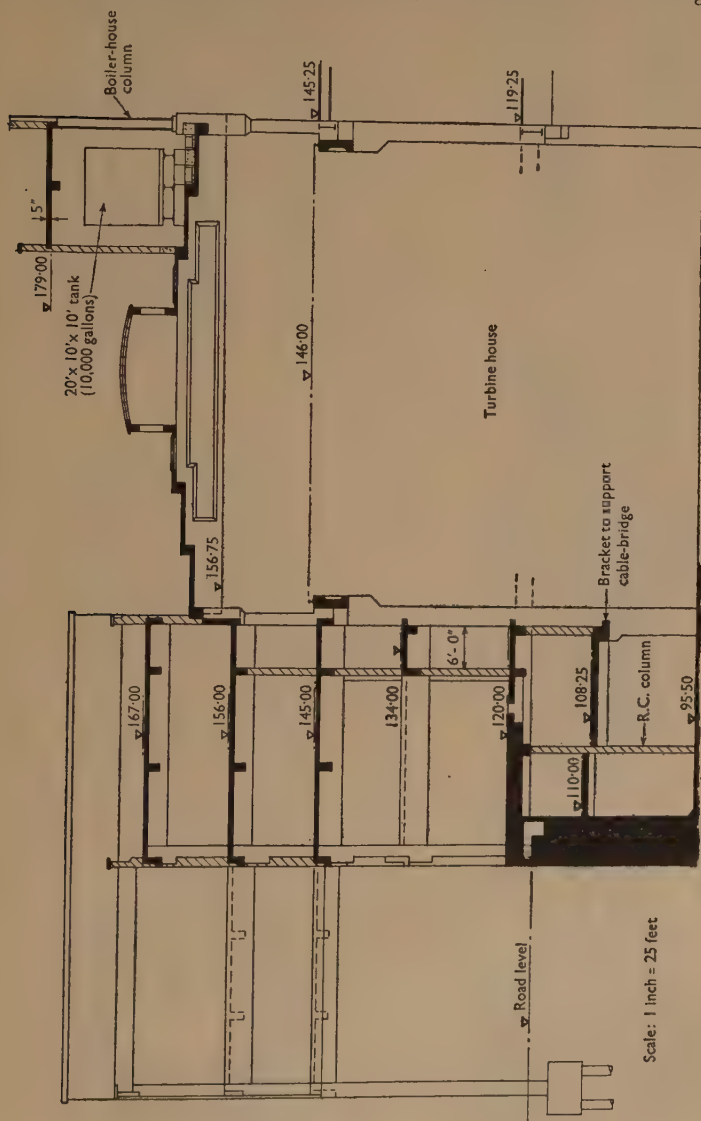 Boiler-house
column
145·25
119·25
15"
179·00
20' x 10' x 10' tank
(10,000 gallons)
146·00
Turbine house
156·75
Bracket to support
cable-bridge
167·00
156·00
145·00
134·00
6'-0"
120·00
108·25
R.C. column
95·50
110·00
Road level
Scale: 1 inch = 25 feet